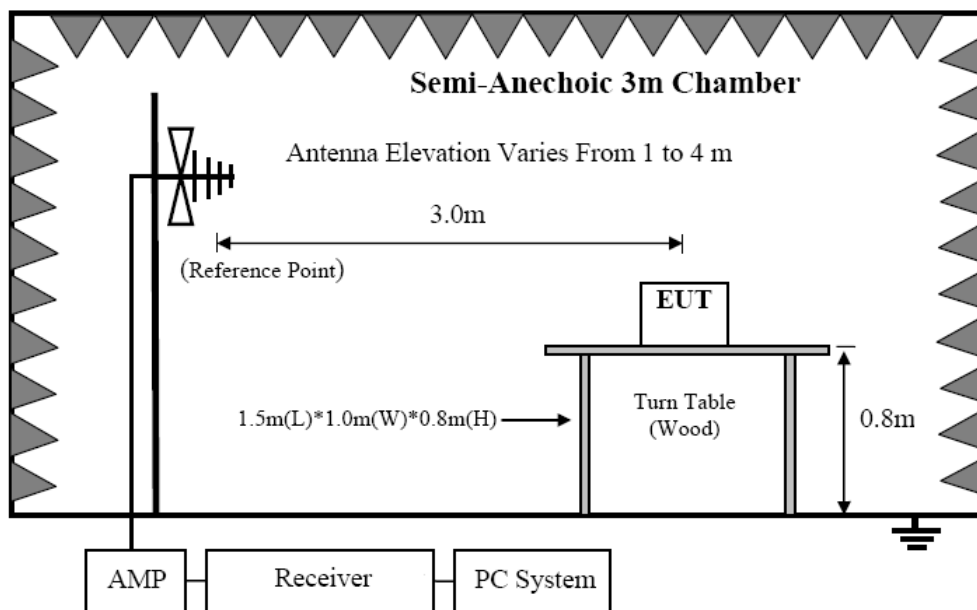 Semi-Anechoic 3m Chamber
Antenna Elevation Varies From 1 to 4 m
3.0m
(Reference Point)
EUT
1.5m(L)*1.0m(W)*0.8m(H)
Turn Table
(Wood)
0.8m
AMP
Receiver
PC System